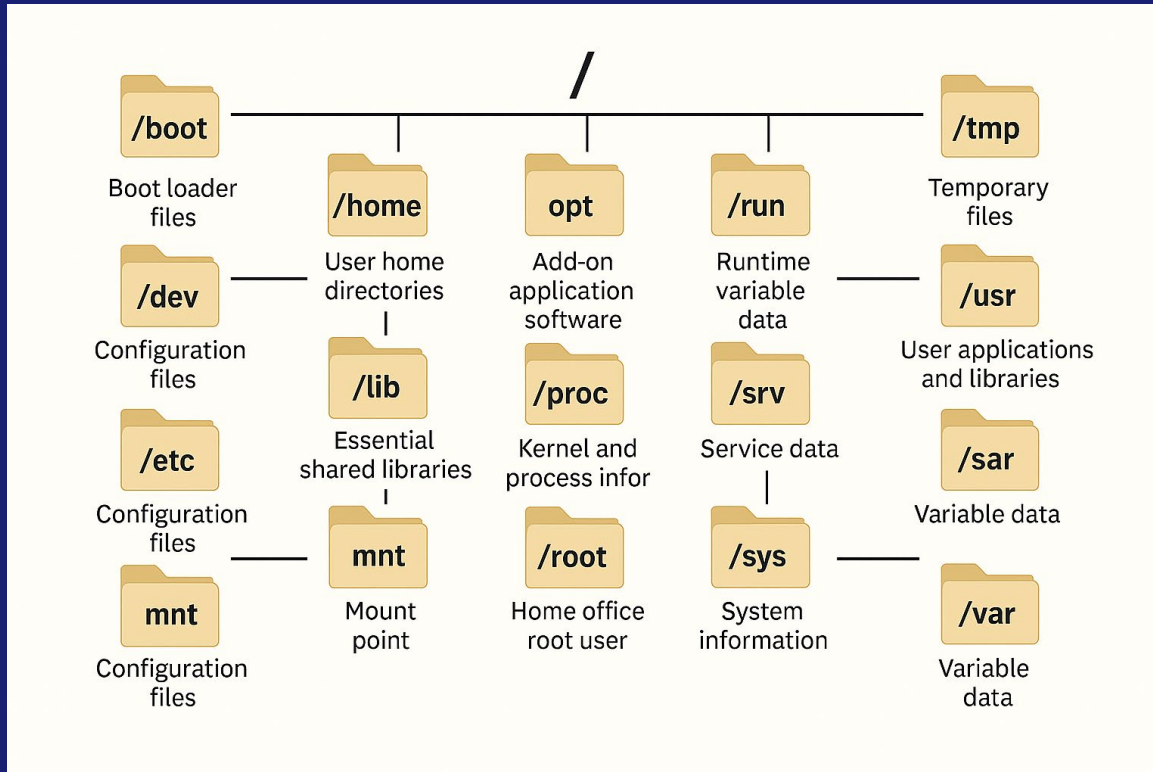 /
/boot
Boot loader
files
/dev
Configuration
files
/etc
Configuration
files
mnt
Configuration
files
/home
User home
directories
/lib
Essential
shared libraries
mnt
Mount
point
opt
Add-on
application
software
/proc
Kernel and
process infor
/root
Home office
root user
/run
Runtime
variable
data
/srv
Service data
/sys
System
information
/tmp
Temporary
files
/usr
User applications
and libraries
/sar
Variable data
/var
Variable
data